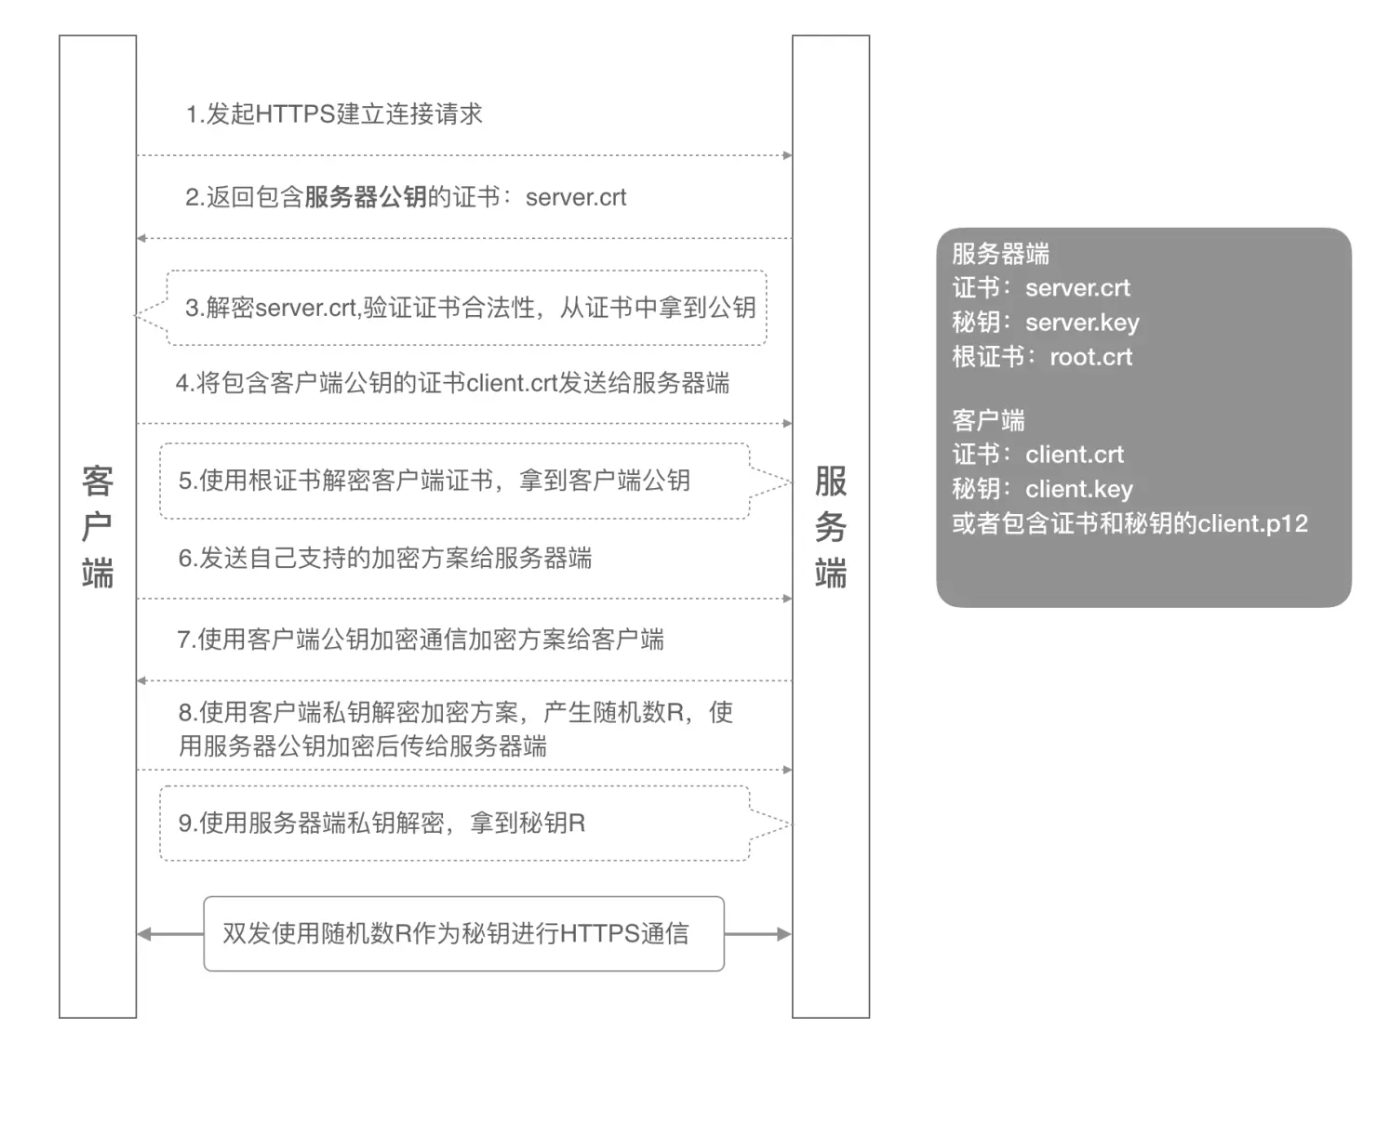 1.发起HTTPS建立连接请求
2.返回包含服务器公钥的证书：server.crt
3.解密server.crt,验证证书合法性，从证书中拿到公钥
4.将包含客户端公钥的证书client.crt发送给服务器端
客户端
5.使用根证书解密客户端证书，拿到客户端公钥
服务端
6.发送自己支持的加密方案给服务器端
7.使用客户端公钥加密通信加密方案给客户端
8.使用客户端私钥解密加密方案，产生随机数R，使
用服务器公钥加密后传给服务器端
9.使用服务器端私钥解密，拿到秘钥R
双发使用随机数R作为秘钥进行HTTPS通信
服务器端
证书：server.crt
秘钥：server.key
根证书：root.crt
客户端
证书：client.crt
秘钥：client.key
或者包含证书和秘钥的client.p12